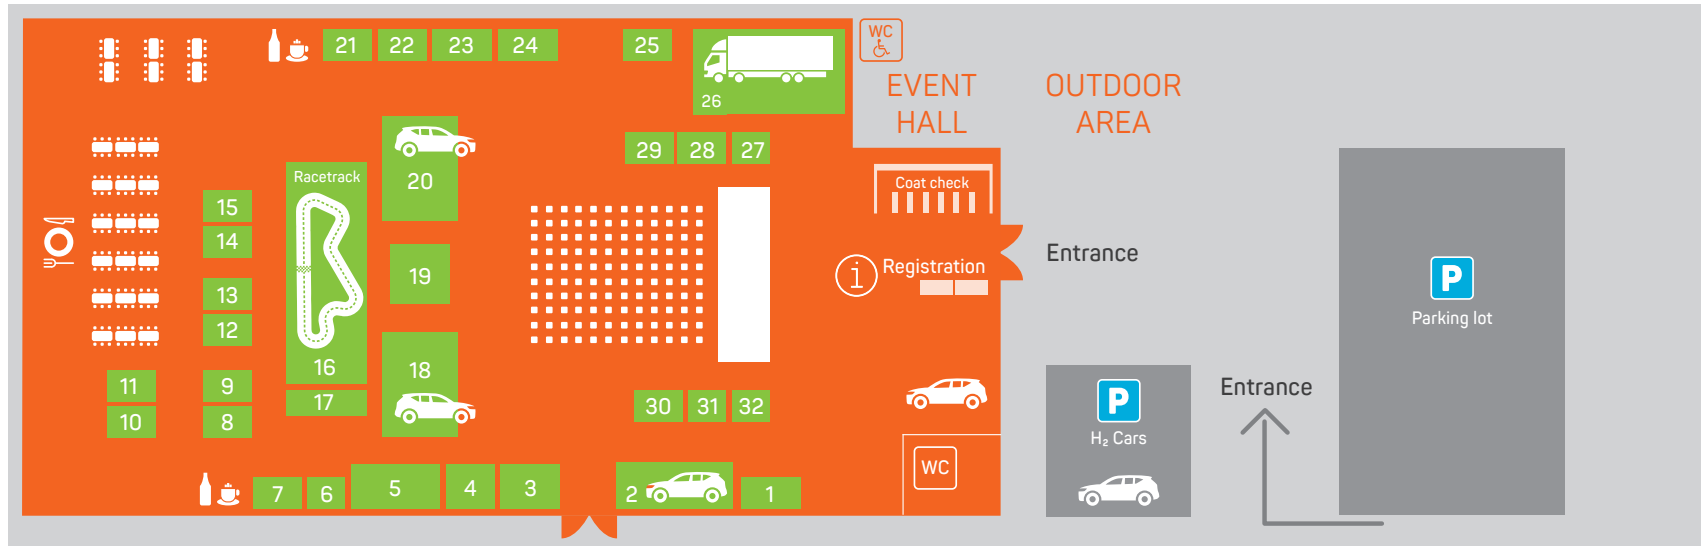 21 22 23 24 25
WC
26
EVENT
HALL
OUTDOOR
AREA
29 28 27
Racetrack
20
Coat check
15
14
Entrance
i Registration
19
13
12
P
Parking lot
16
18
17
11 9
10 8
30 31 32
Entrance
P
H₂ Cars
WC
7 6 5 4 3 2 1